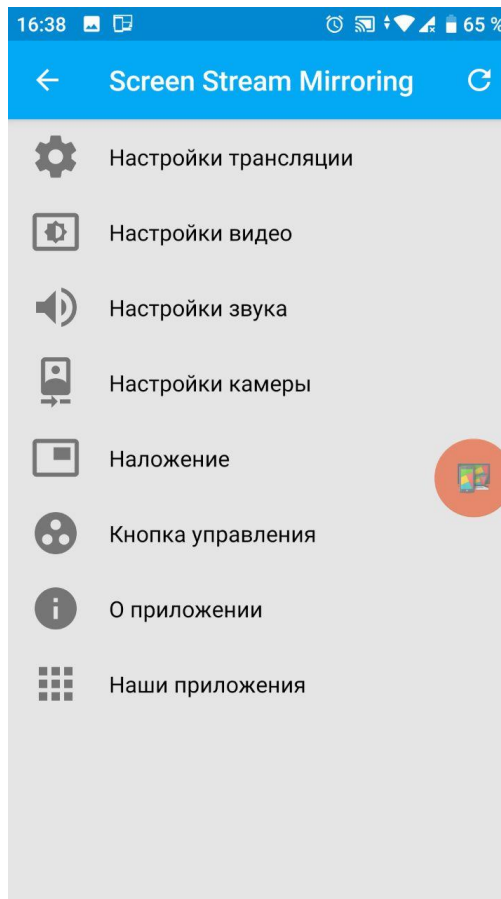 16:38 65 %
Screen Stream Mirroring
Настройки трансляции
Настройки видео
Настройки звука
Настройки камеры
Наложение
Кнопка управления
О приложении
Наши приложения